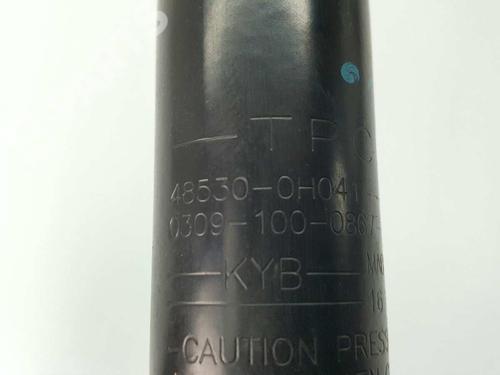 TPC
48530-0H041
0309-100-0867
KYB
16
-CAUTION PRESS